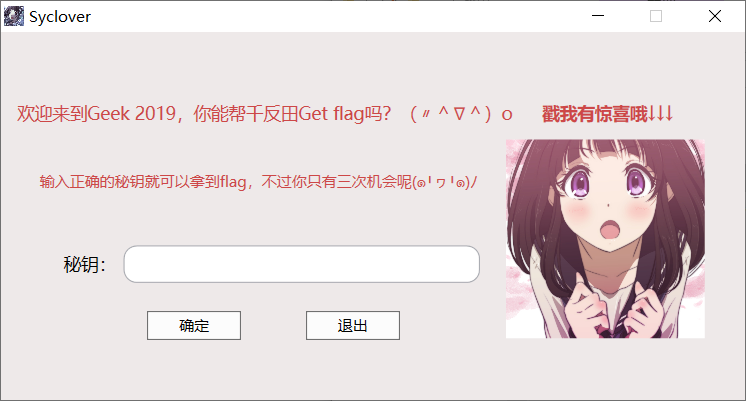 Syclover
欢迎来到Geek 2019，你能帮千反田Get flag吗？（〃＾∇＾）o
戳我有惊喜哦↓↓↓
输入正确的秘钥就可以拿到flag，不过你只有三次机会呢(๑╹ヮ╹๑)ﾉ
秘钥：
确定
退出